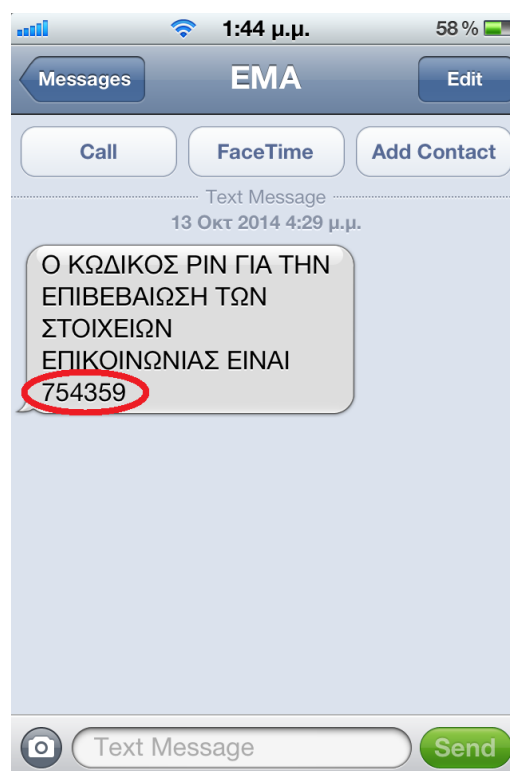 1:44 μ.μ. 58 %
Messages EMA Edit
Call FaceTime Add Contact
Text Message
13 Οκτ 2014 4:29 μ.μ.
Ο ΚΩΔΙΚΟΣ PIN ΓΙΑ ΤΗΝ
ΕΠΙΒΕΒΑΙΩΣΗ ΤΩΝ
ΣΤΟΙΧΕΙΩΝ
ΕΠΙΚΟΙΝΩΝΙΑΣ ΕΙΝΑΙ
754359
Text Message Send